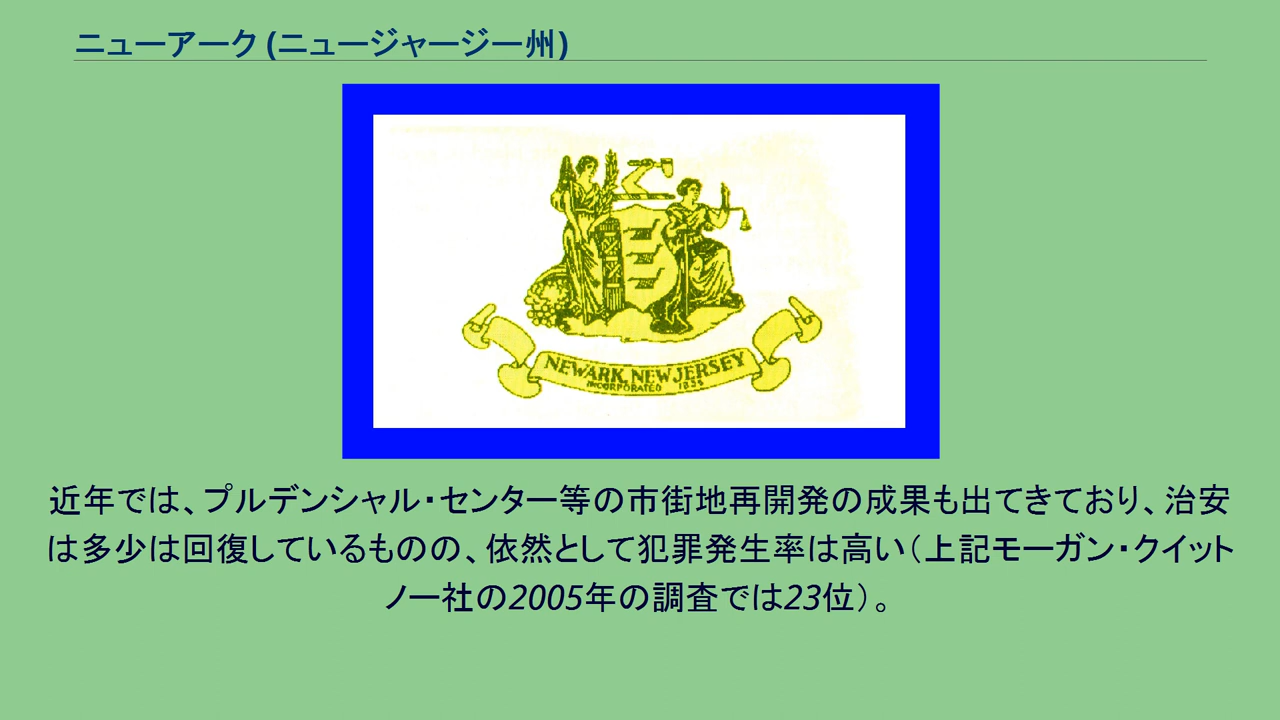 ニューアーク (ニュージャージー州)
NEWARK, NEW JERSEY
INCORPORATED 1836
近年では、プルデンシャル・センター等の市街地再開発の成果も出てきており、治安
は多少は回復しているものの、依然として犯罪発生率は高い（上記モーガン・クイット
ノー社の2005年の調査では23位）。